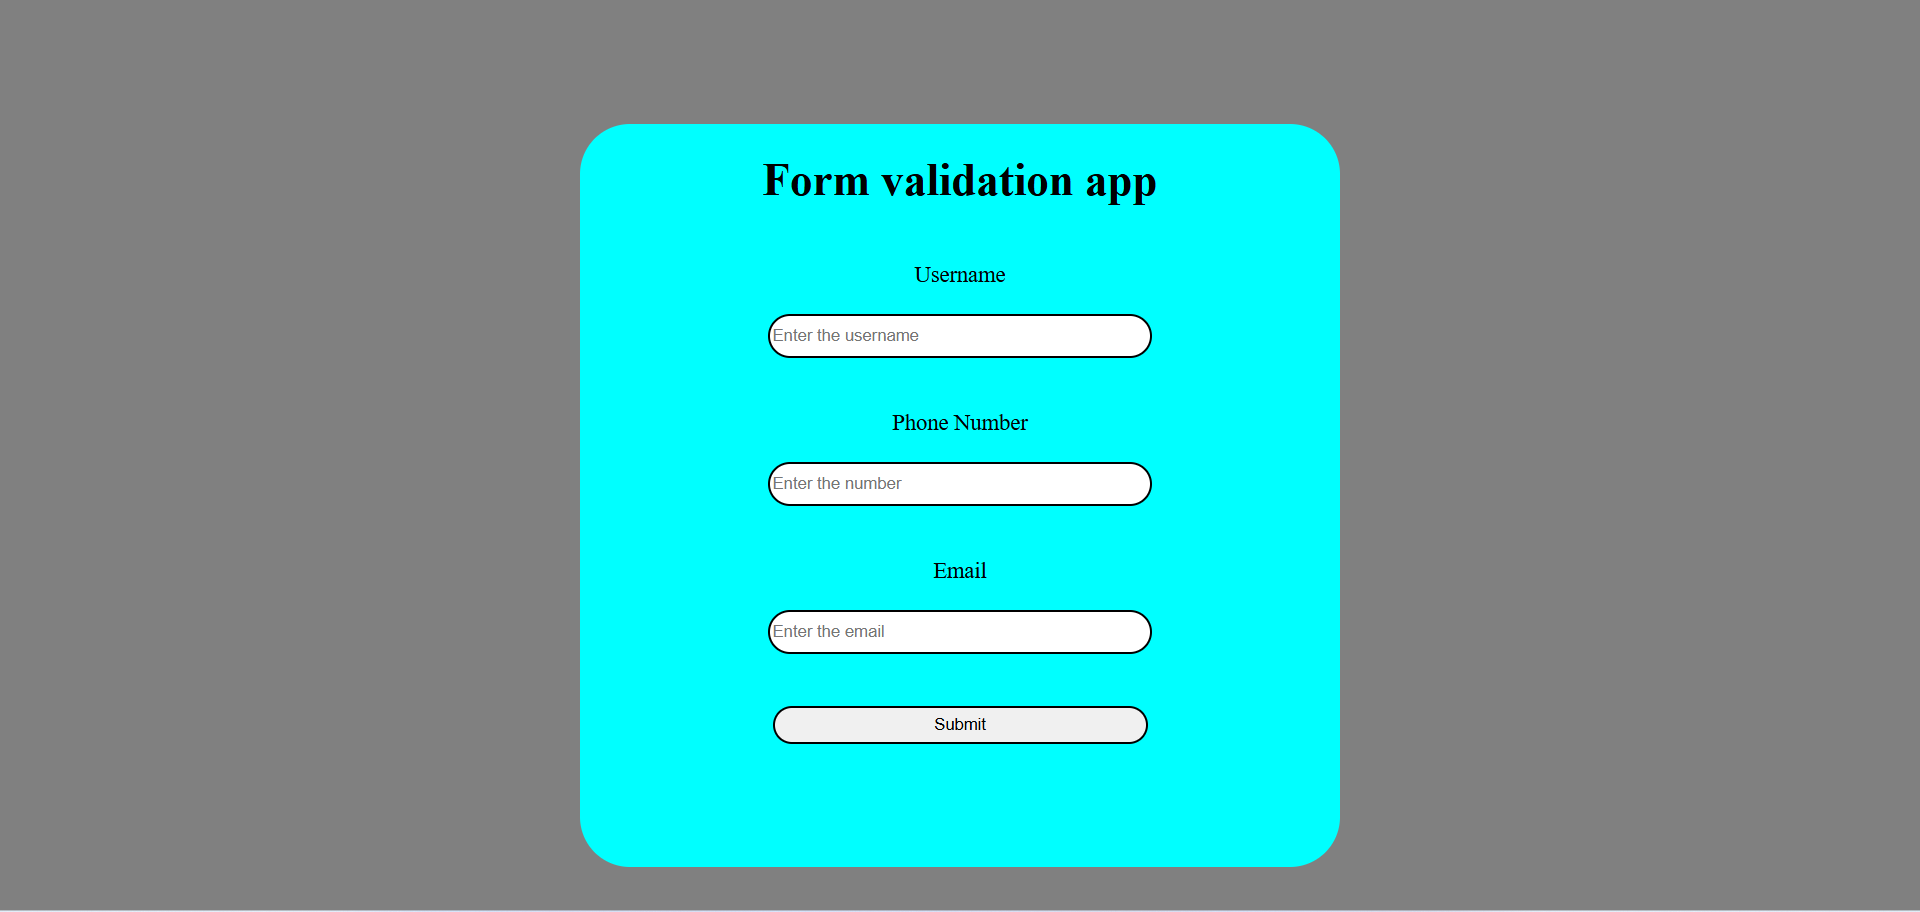 Form validation app
Username
Enter the username
Phone Number
Enter the number
Email
Enter the email
Submit